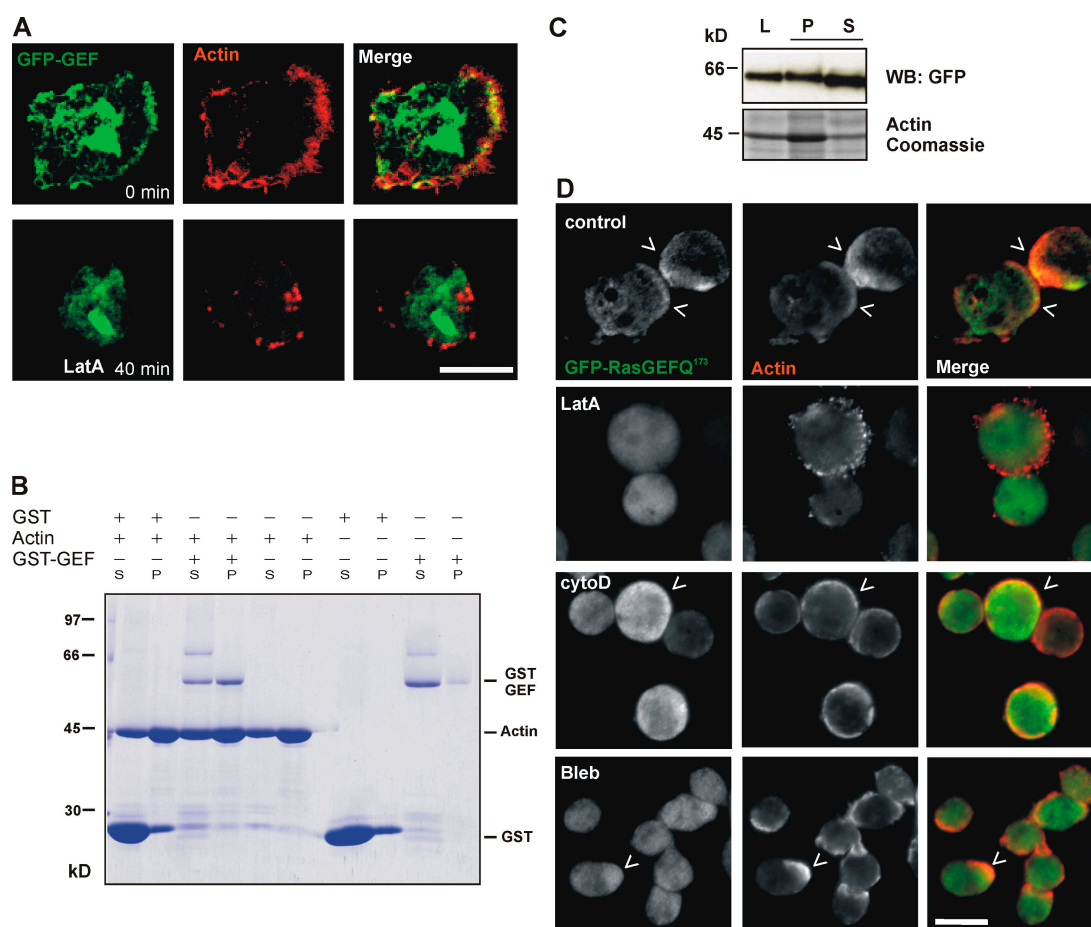 A
GFP-GEF Actin Merge
0 min
LatA 40 min
B
GST + + − − − − + + − −
Actin + + + + + + − − − −
GST-GEF − − + + − − − − + +
S P S P S P S P S P
97
66
45
30
kD
GST
GEF
Actin
GST
C
L P S
kD
66 WB: GFP
45 Actin
Coomassie
D
control
GFP-RasGEFQ¹⁷³ Actin Merge
LatA
cytoD
Bleb